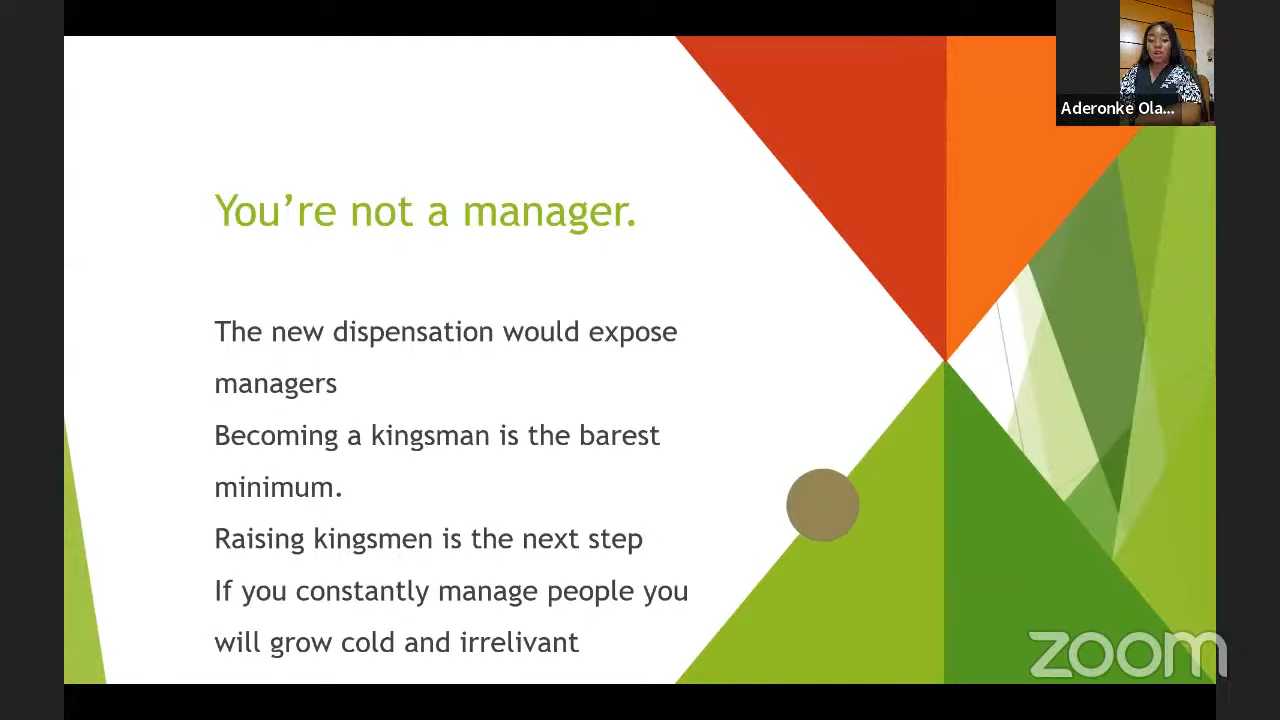 Aderonke Ola...
You're not a manager.
The new dispensation would expose
managers
Becoming a kingsman is the barest
minimum.
Raising kingsmen is the next step
If you constantly manage people you
will grow cold and irrelivant
zoom